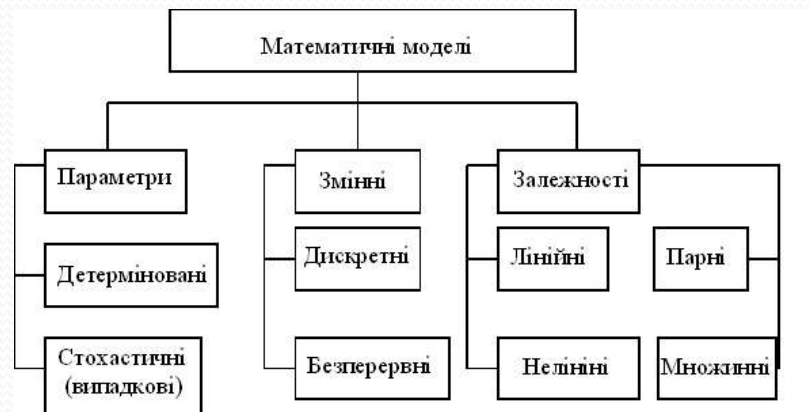 Математичні моделі
Параметри
Змінні
Залежності
Детерміновані
Дискретні
Лінійні
Парні
Стохастичні
(випадкові)
Безперервні
Нелініні
Множинні